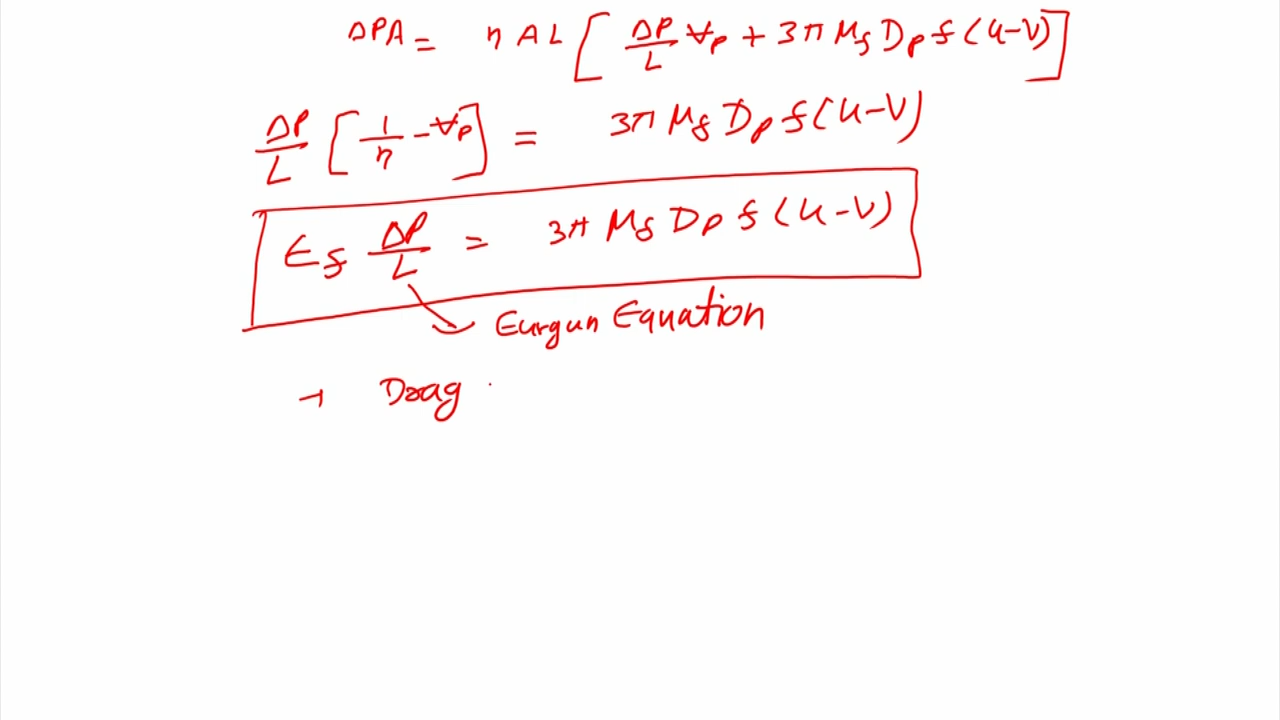 ΔPA = n A L [ ΔP/L V̶p + 3π μf Dp f (u-v) ]
ΔP/L [ 1/n - V̶p ] = 3π μf Dp f (u-v)
εf ΔP/L = 3π μf Dp f (u-v)
Eurgun Equation
→ Drag